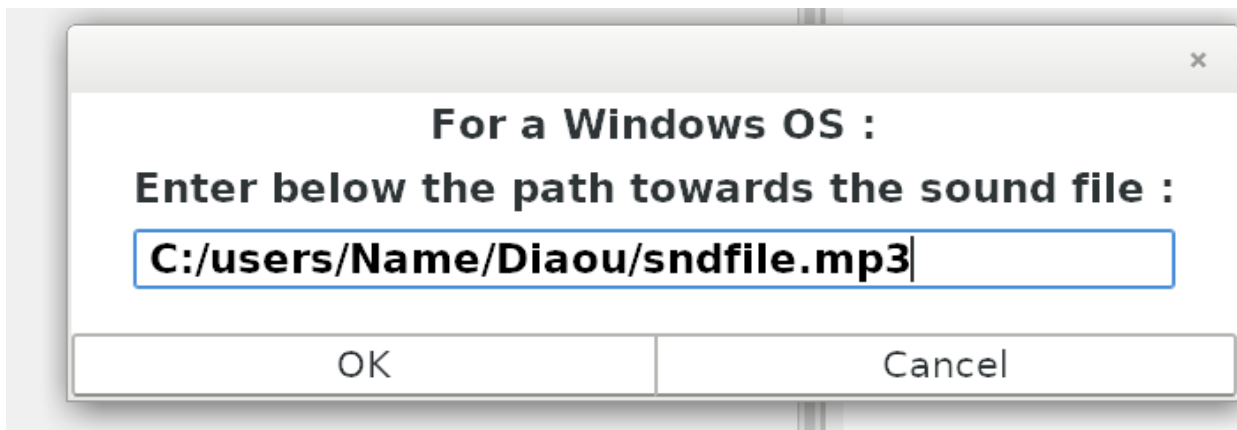 ×
For a Windows OS :
Enter below the path towards the sound file :
C:/users/Name/Diaou/sndfile.mp3
OK
Cancel